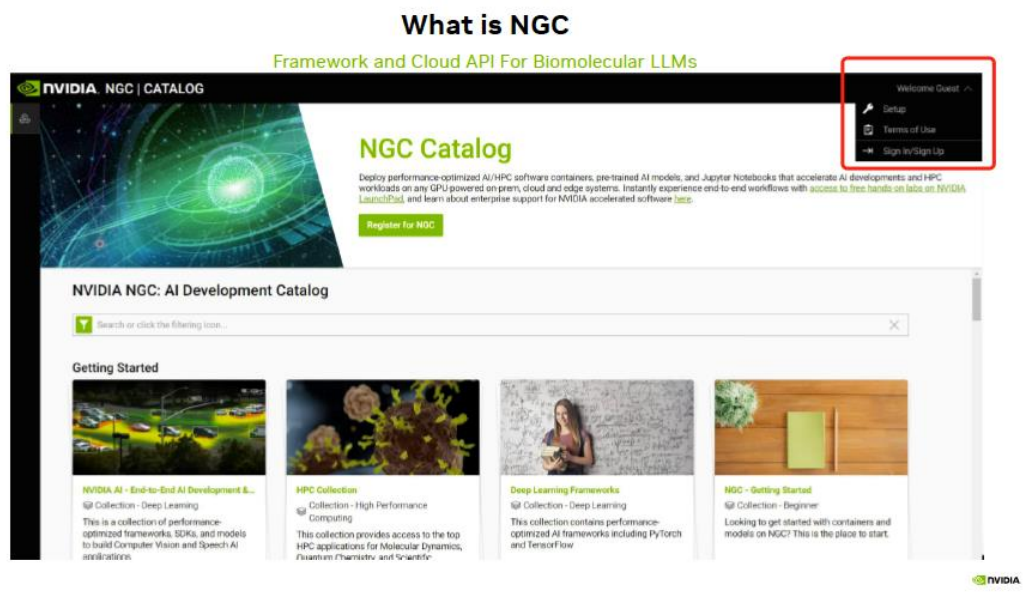 What is NGC
Framework and Cloud API For Biomolecular LLMs
NVIDIA. NGC | CATALOG
Welcome Guest
Setup
Terms of Use
Sign In/Sign Up
NGC Catalog
Deploy performance-optimized AI/HPC software containers, pre-trained AI models, and Jupyter Notebooks that accelerate AI developments and HPC
workloads on any GPU-powered on-prem, cloud and edge systems. Instantly experience end-to-end workflows with access to free hands-on labs on NVIDIA
LaunchPad, and learn about enterprise support for NVIDIA accelerated software here.
Register for NGC
NVIDIA NGC: AI Development Catalog
Search or click the filtering icon...
Getting Started
NVIDIA AI - End-to-End AI Development &...
Collection - Deep Learning
This is a collection of performance-
optimized frameworks, SDKs, and models
to build Computer Vision and Speech AI
applications
HPC Collection
Collection - High Performance
Computing
This collection provides access to the top
HPC applications for Molecular Dynamics,
Quantum Chemistry, and Scientific
Deep Learning Frameworks
Collection - Deep Learning
This collection contains performance-
optimized AI frameworks including PyTorch
and TensorFlow
NGC - Getting Started
Collection - Beginner
Looking to get started with containers and
models on NGC? This is the place to start.
NVIDIA